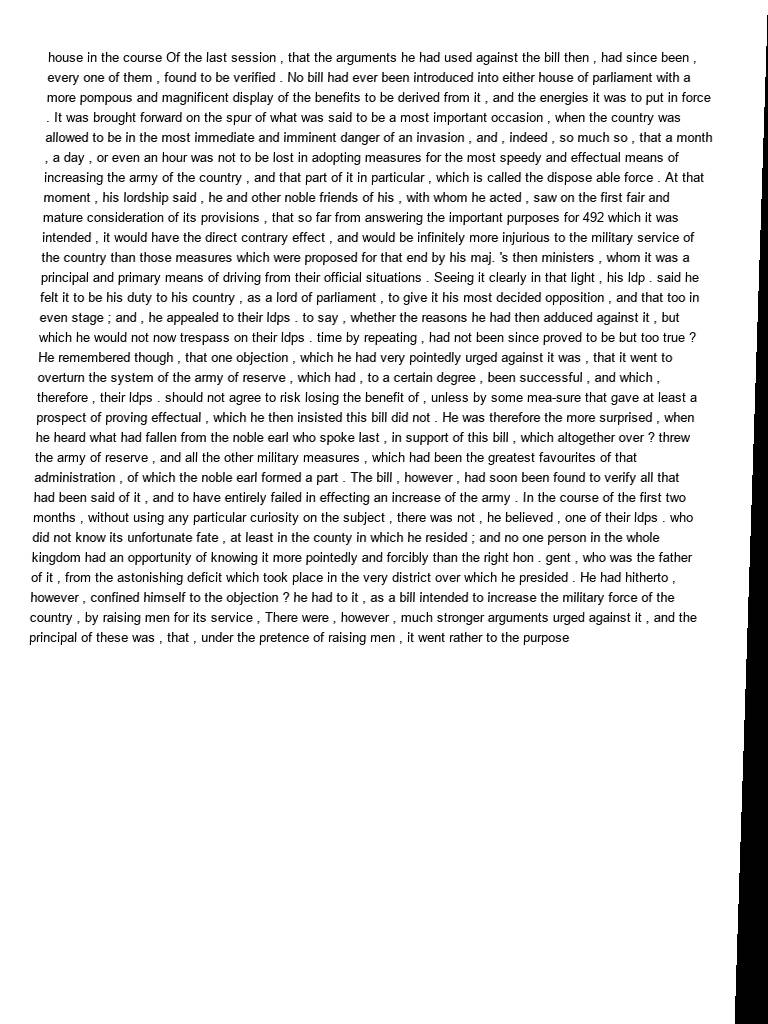 house in the course Of the last session , that the arguments he had used against the bill then , had since been ,
every one of them , found to be verified . No bill had ever been introduced into either house of parliament with a
more pompous and magnificent display of the benefits to be derived from it , and the energies it was to put in force
. It was brought forward on the spur of what was said to be a most important occasion , when the country was
allowed to be in the most immediate and imminent danger of an invasion , and , indeed , so much so , that a month
, a day , or even an hour was not to be lost in adopting measures for the most speedy and effectual means of
increasing the army of the country , and that part of it in particular , which is called the dispose able force . At that
moment , his lordship said , he and other noble friends of his , with whom he acted , saw on the first fair and
mature consideration of its provisions , that so far from answering the important purposes for 492 which it was
intended , it would have the direct contrary effect , and would be infinitely more injurious to the military service of
the country than those measures which were proposed for that end by his maj. 's then ministers , whom it was a
principal and primary means of driving from their official situations . Seeing it clearly in that light , his ldp . said he
felt it to be his duty to his country , as a lord of parliament , to give it his most decided opposition , and that too in
even stage ; and , he appealed to their ldps . to say , whether the reasons he had then adduced against it , but
which he would not now trespass on their ldps . time by repeating , had not been since proved to be but too true ?
He remembered though , that one objection , which he had very pointedly urged against it was , that it went to
overturn the system of the army of reserve , which had , to a certain degree , been successful , and which ,
therefore , their ldps . should not agree to risk losing the benefit of , unless by some mea-sure that gave at least a
prospect of proving effectual , which he then insisted this bill did not . He was therefore the more surprised , when
he heard what had fallen from the noble earl who spoke last , in support of this bill , which altogether over ? threw
the army of reserve , and all the other military measures , which had been the greatest favourites of that
administration , of which the noble earl formed a part . The bill , however , had soon been found to verify all that
had been said of it , and to have entirely failed in effecting an increase of the army . In the course of the first two
months , without using any particular curiosity on the subject , there was not , he believed , one of their ldps . who
did not know its unfortunate fate , at least in the county in which he resided ; and no one person in the whole
kingdom had an opportunity of knowing it more pointedly and forcibly than the right hon . gent , who was the father
of it , from the astonishing deficit which took place in the very district over which he presided . He had hitherto ,
however , confined himself to the objection ? he had to it , as a bill intended to increase the military force of the
country , by raising men for its service , There were , however , much stronger arguments urged against it , and the
principal of these was , that , under the pretence of raising men , it went rather to the purpose